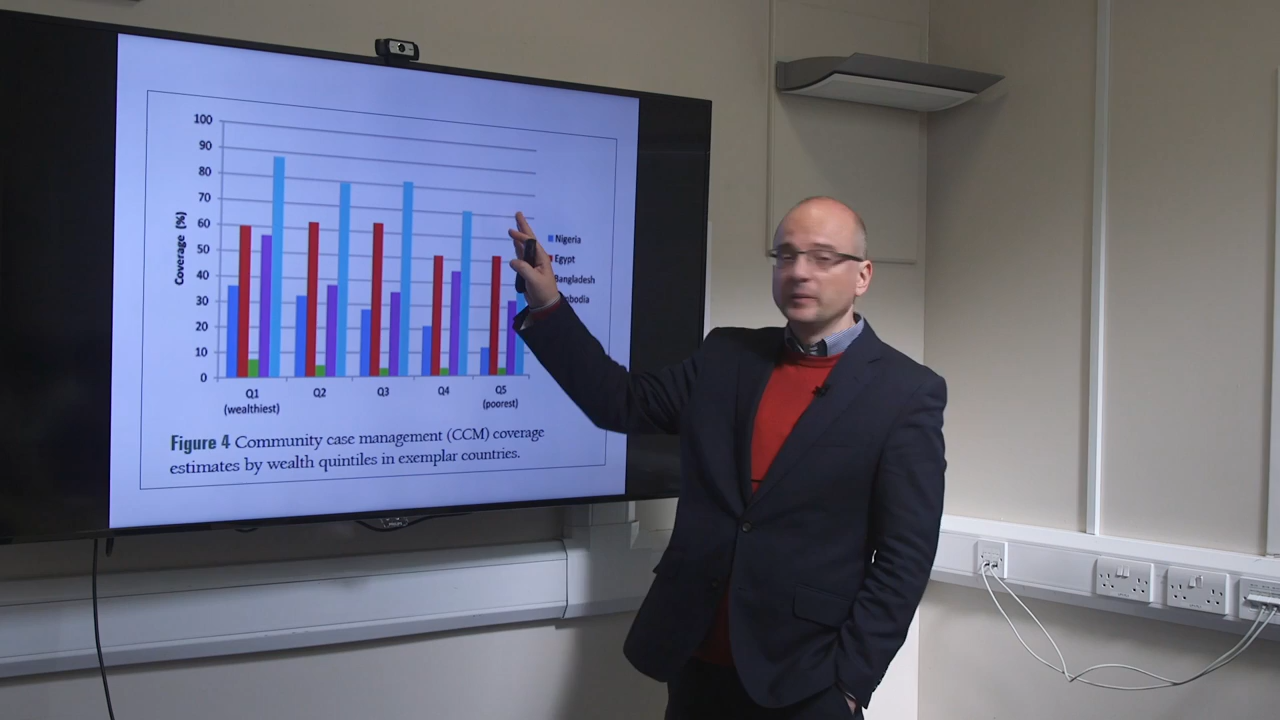 100
90
80
70
60
50
40
30
20
10
0
Coverage (%)
Q1
(wealthiest)
Q2
Q3
Q4
Q5
(poorest)
Nigeria
Egypt
Bangladesh
Figure 4 Community case management (CCM) coverage
estimates by wealth quintiles in exemplar countries.